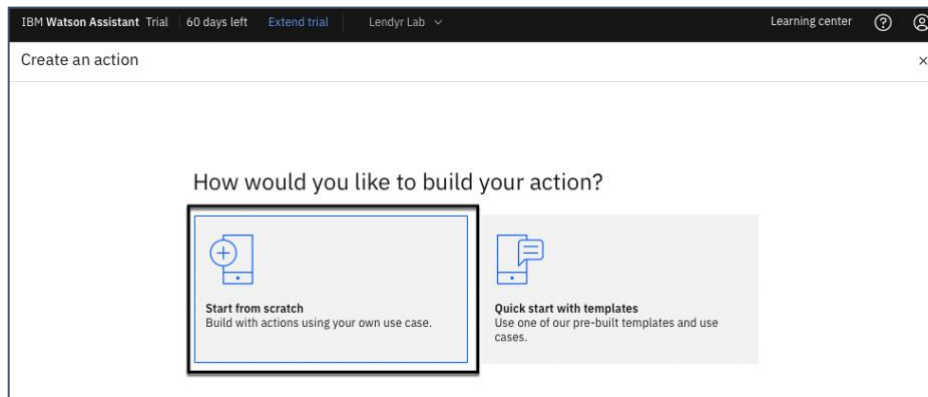 IBM Watson Assistant Trial 60 days left Extend trial Lendyr Lab Learning center
Create an action
How would you like to build your action?
Start from scratch
Build with actions using your own use case.
Quick start with templates
Use one of our pre-built templates and use
cases.